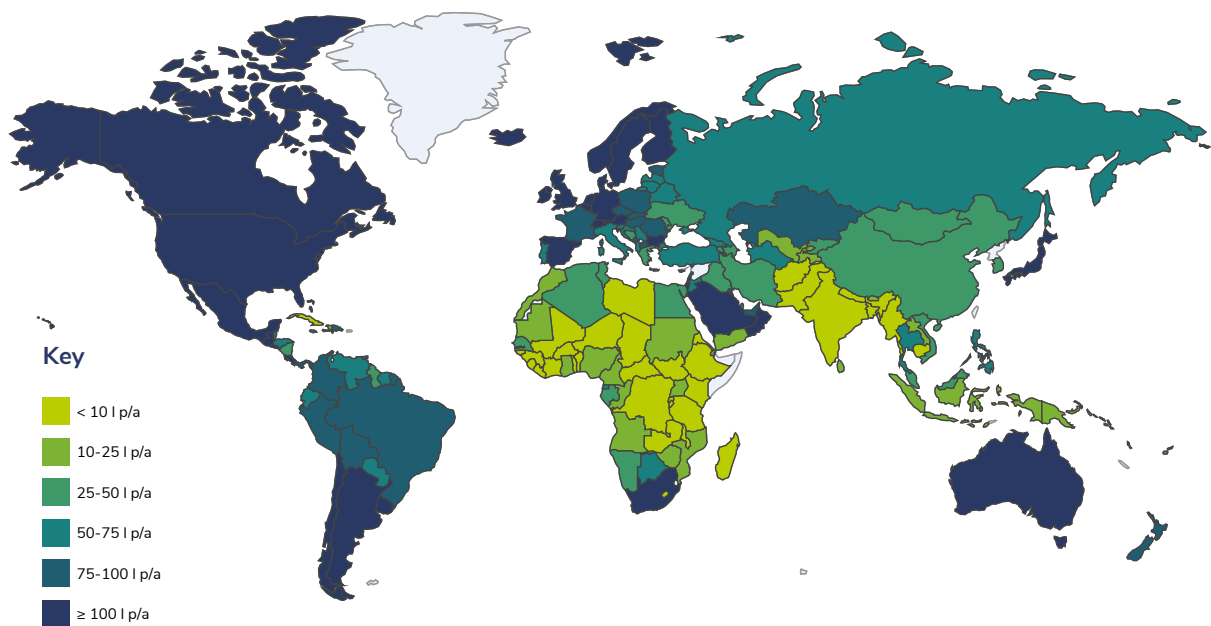 Key
< 10 l p/a
10-25 l p/a
25-50 l p/a
50-75 l p/a
75-100 l p/a
≥ 100 l p/a